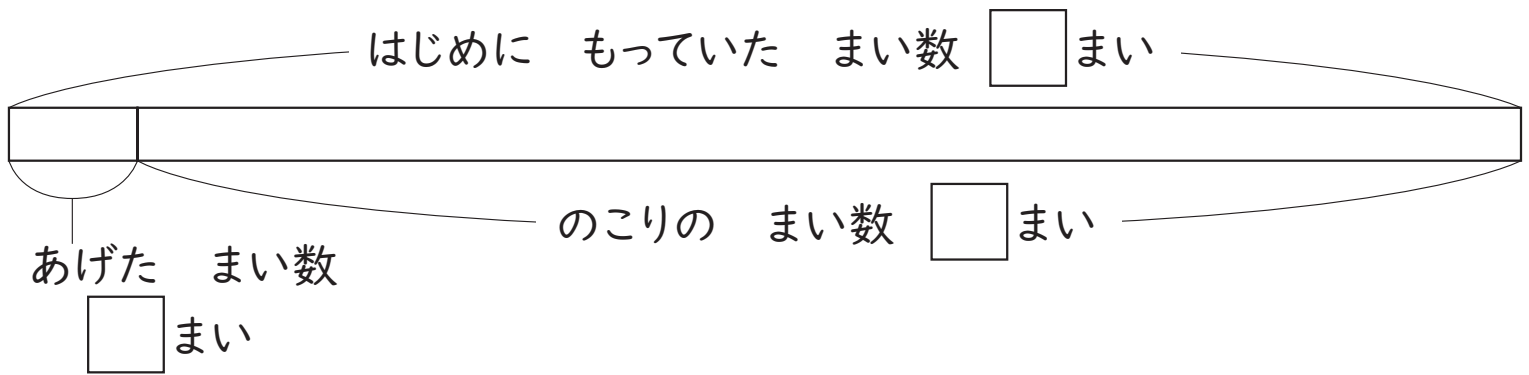 はじめに　もっていた　まい数 □まい
のこりの　まい数 □まい
あげた　まい数
□まい